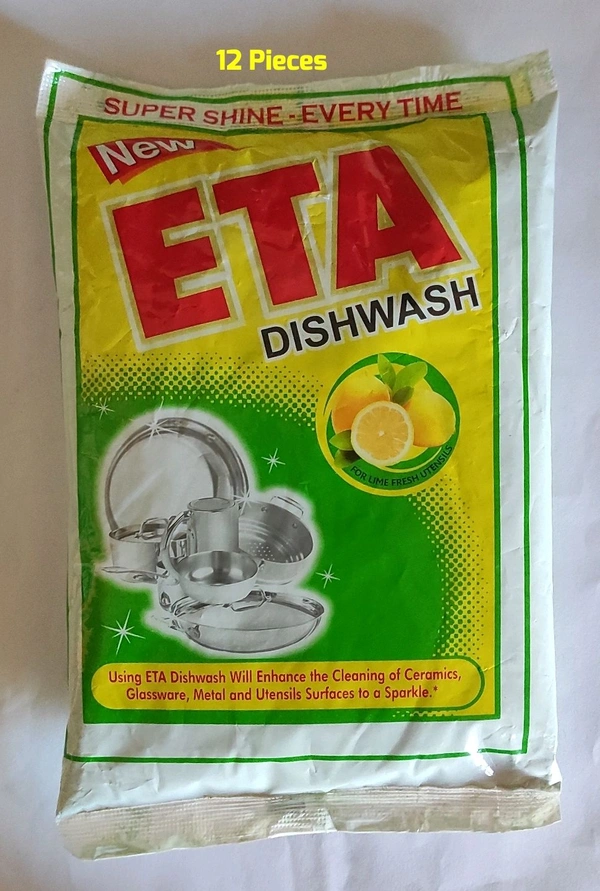 12 Pieces
SUPER SHINE - EVERY TIME
New
ETA
DISHWASH
FOR LIME FRESH UTENSILS
Using ETA Dishwash Will Enhance the Cleaning of Ceramics,
Glassware, Metal and Utensils Surfaces to a Sparkle.*